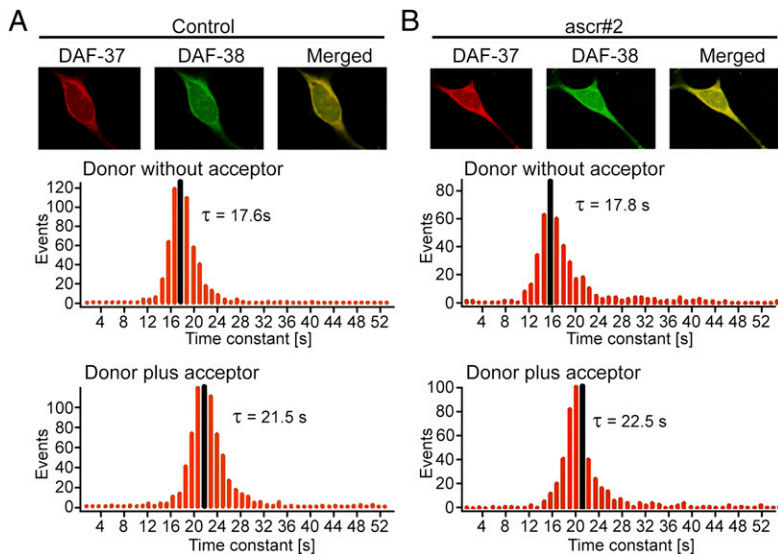 A
Control
DAF-37 DAF-38 Merged
Donor without acceptor
120
100
80
60
40
20
0
Events
τ = 17.6s
4 8 12 16 20 24 28 32 36 40 44 48 52
Time constant [s]
Donor plus acceptor
100
80
60
40
20
0
Events
τ = 21.5 s
4 8 12 16 20 24 28 32 36 40 44 48 52
Time constant [s]
B
ascr#2
DAF-37 DAF-38 Merged
Donor without acceptor
80
60
40
20
0
Events
τ = 17.8s
4 8 12 16 20 24 28 32 36 40 44 48 52
Time constant [s]
Donor plus acceptor
100
80
60
40
20
0
Events
τ = 22.5 s
4 8 12 16 20 24 28 32 36 40 44 48 52
Time constant [s]